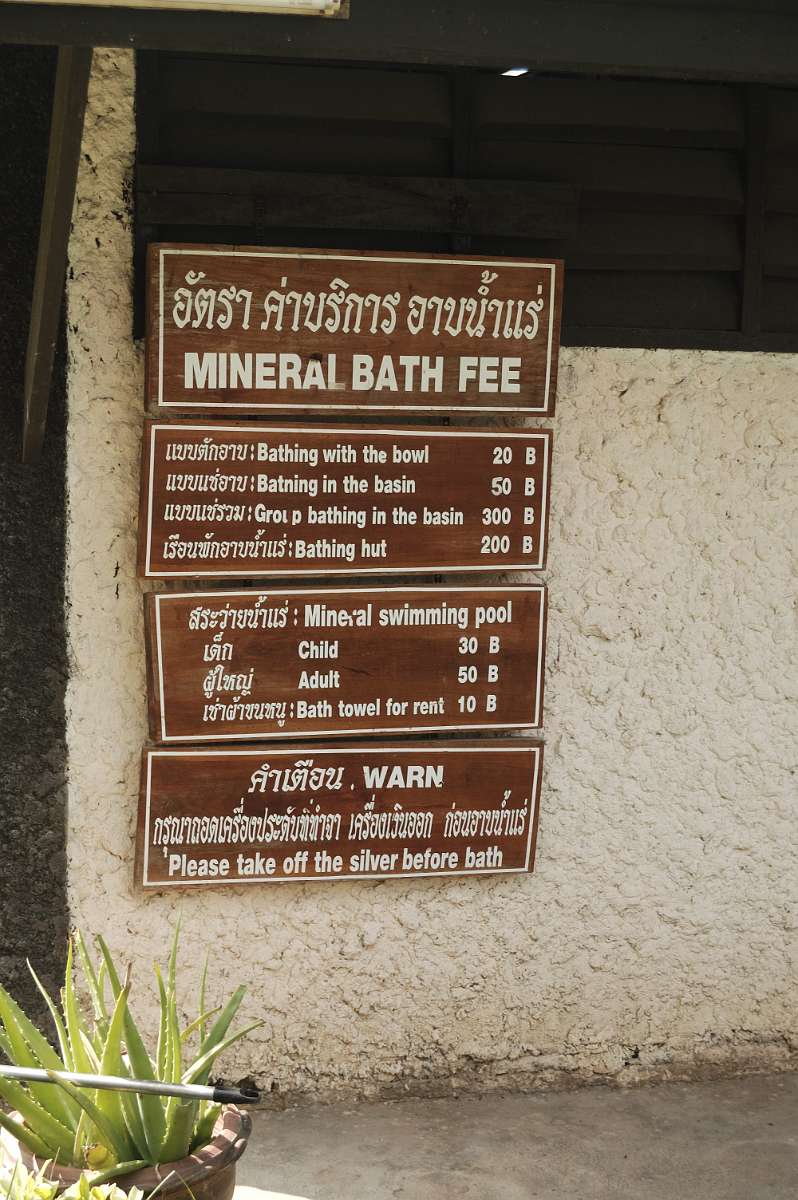 อัตรา ค่าบริการ อาบน้ำแร่
MINERAL BATH FEE
แบบตักอาบ : Bathing with the bowl 20 B
แบบแช่อาบ : Batning in the basin 50 B
แบบแช่รวม : Group bathing in the basin 300 B
เรือนพักอาบน้ำแร่ : Bathing hut 200 B
สระว่ายน้ำแร่ : Mineral swimming pool
เด็ก Child 30 B
ผู้ใหญ่ Adult 50 B
เช่าผ้าขนหนู : Bath towel for rent 10 B
คำเตือน . WARN
กรุณาถอดเครื่องประดับที่ทำจา เครื่องเงินออก ก่อนอาบน้ำแร่
Please take off the silver before bath